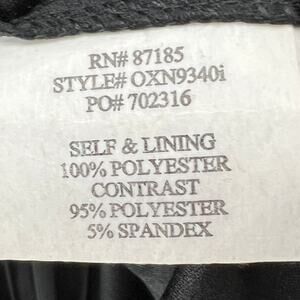 RN# 87185
STYLE# OXN9340i
PO# 702316
SELF & LINING
100% POLYESTER
CONTRAST
95% POLYESTER
5% SPANDEX